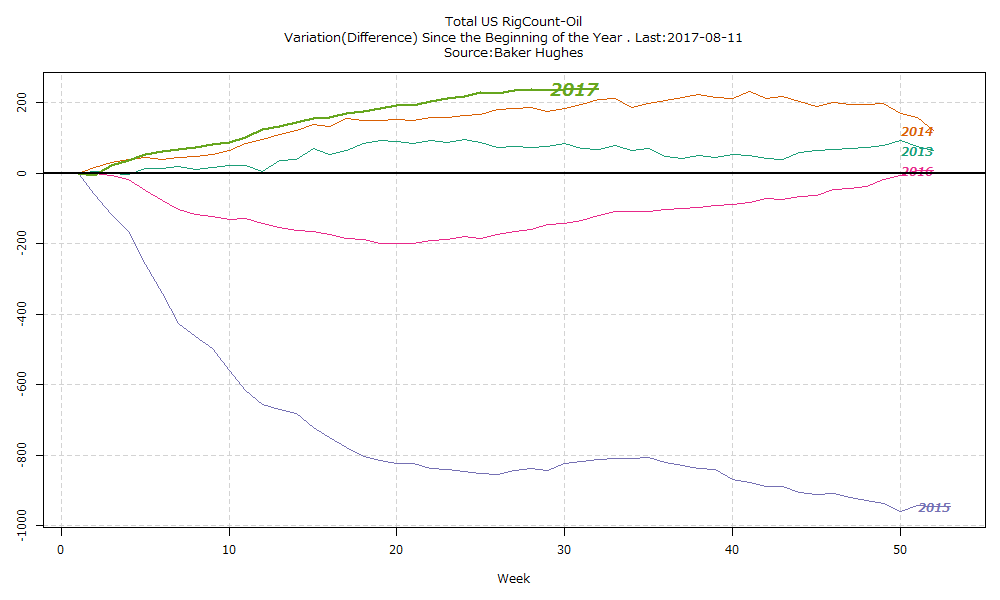 Total US RigCount-Oil
Variation(Difference) Since the Beginning of the Year . Last:2017-08-11
Source:Baker Hughes
200
0
-200
-400
-600
-800
-1000
2017
2014
2013
2016
2015
0 10 20 30 40 50
Week